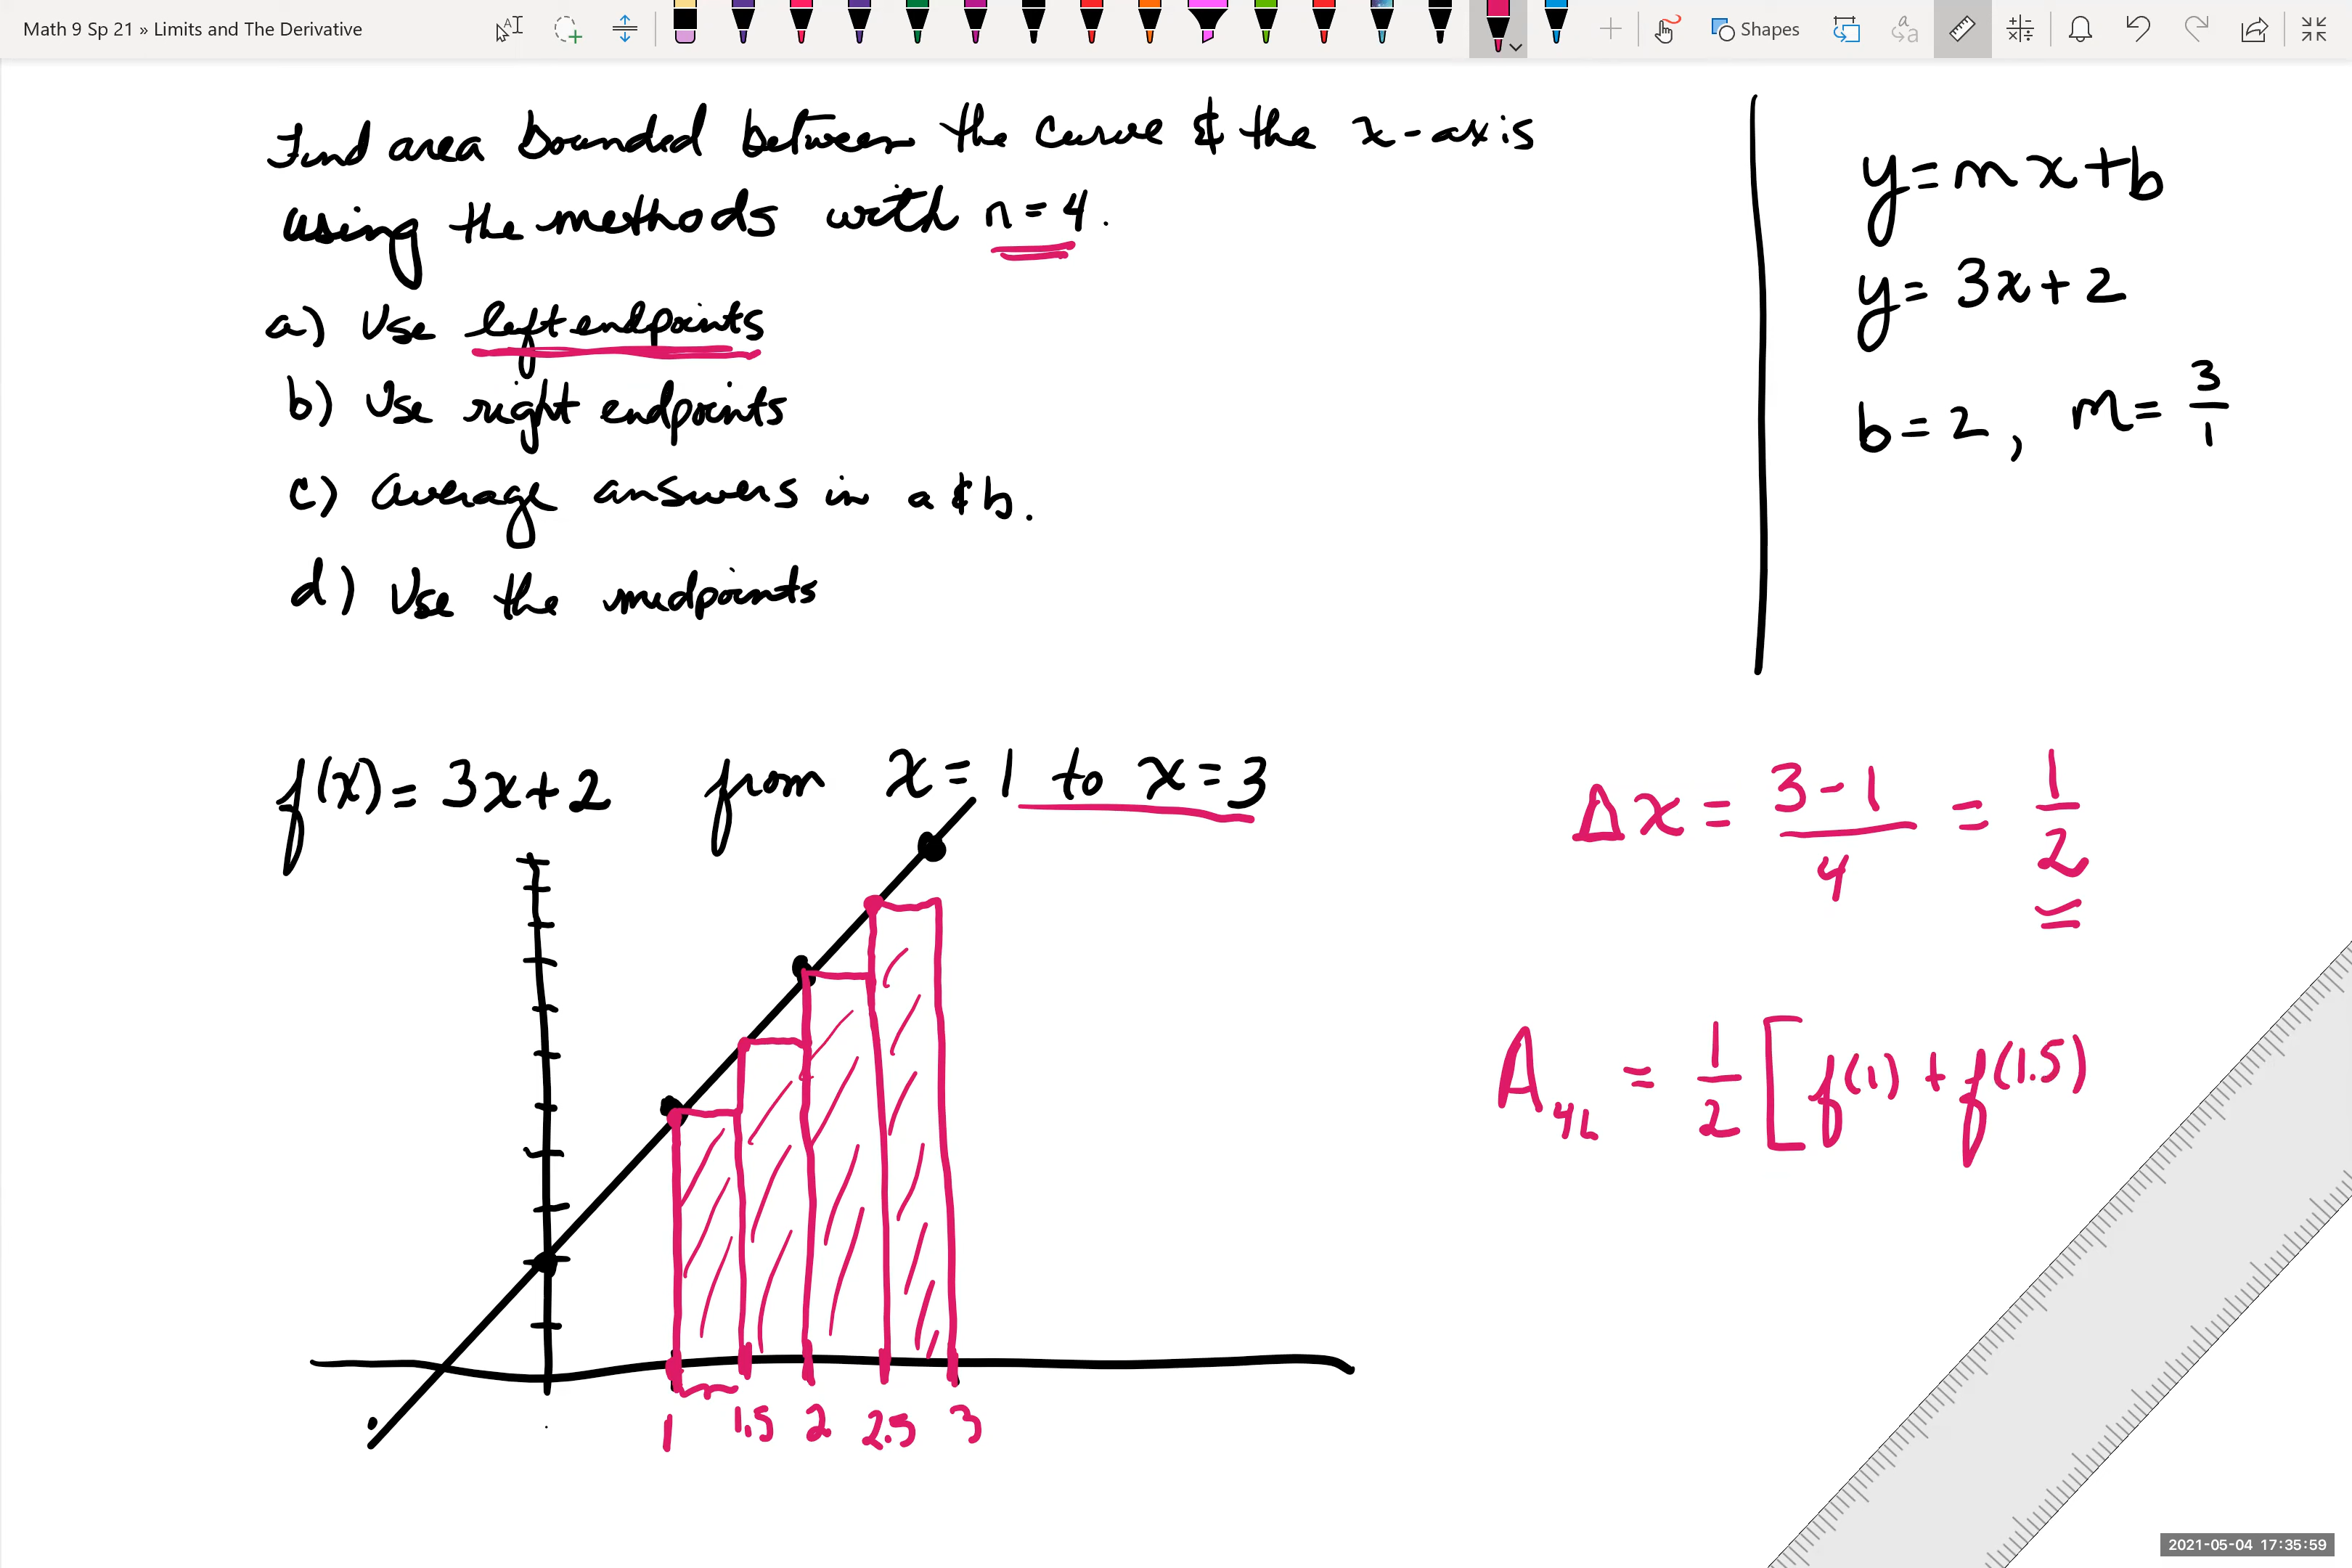 Math 9 Sp 21 » Limits and The Derivative
Shapes
Find area bounded between the curve & the x-axis
using the methods with n=4.
a) Use left endpoints
b) Use right endpoints
c) Average answers in a & b.
d) Use the midpoints
y=mx+b
y=3x+2
b=2, m=3/1
f(x)=3x+2 from x=1 to x=3
Δx = (3-1)/4 = 1/2
A₄L = 1/2 [f(1) + f(1.5)
1 1.5 2 2.5 3
2021-05-04 17:35:59